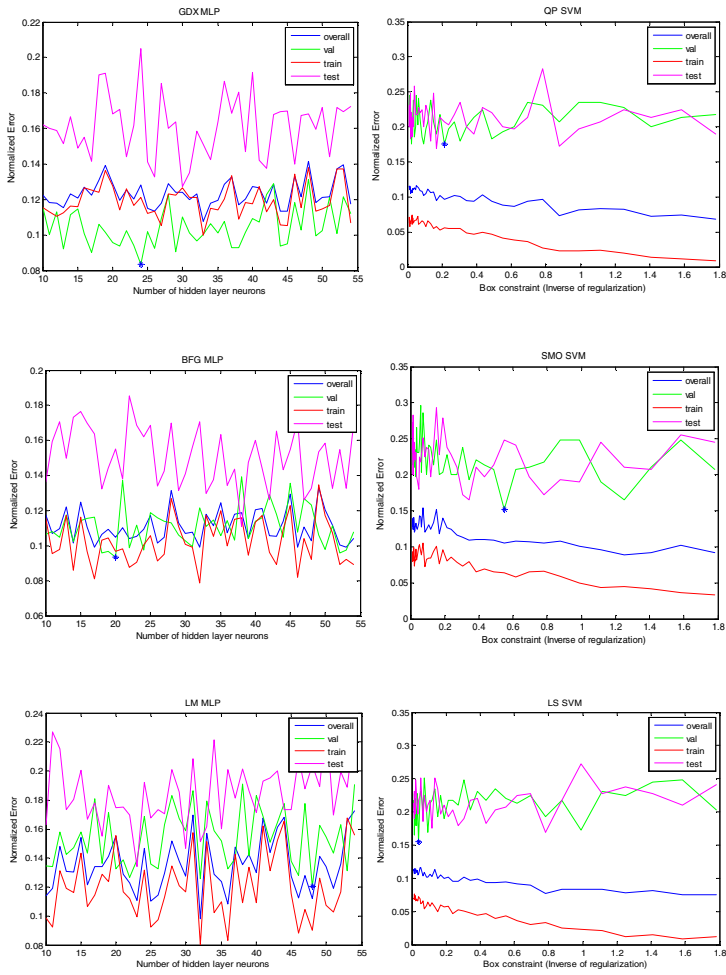 GDX MLP
0.22
0.2
0.18
0.16
0.14
0.12
0.1
0.08
Normalized Error
10 15 20 25 30 35 40 45 50 55
Number of hidden layer neurons
overall
val
train
test
QP SVM
0.35
0.3
0.25
0.2
0.15
0.1
0.05
0
Normalized Error
0 0.2 0.4 0.6 0.8 1 1.2 1.4 1.6 1.8
Box constraint (Inverse of regularization)
overall
val
train
test
BFG MLP
0.2
0.18
0.16
0.14
0.12
0.1
0.08
0.06
Normalized Error
10 15 20 25 30 35 40 45 50 55
Number of hidden layer neurons
overall
val
train
test
SMO SVM
0.35
0.3
0.25
0.2
0.15
0.1
0.05
0
Normalized Error
0 0.2 0.4 0.6 0.8 1 1.2 1.4 1.6 1.8
Box constraint (Inverse of regularization)
overall
val
train
test
LM MLP
0.24
0.22
0.2
0.18
0.16
0.14
0.12
0.1
0.08
Normalized Error
10 15 20 25 30 35 40 45 50 55
Number of hidden layer neurons
overall
val
train
test
LS SVM
0.35
0.3
0.25
0.2
0.15
0.1
0.05
0
Normalized Error
0 0.2 0.4 0.6 0.8 1 1.2 1.4 1.6 1.8
Box constraint (Inverse of regularization)
overall
val
train
test